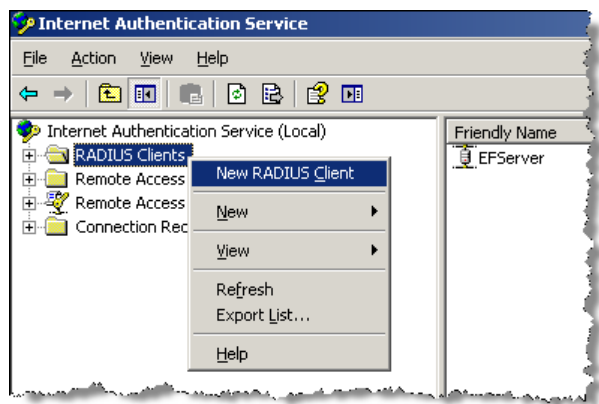 Internet Authentication Service
File Action View Help
Internet Authentication Service (Local)
RADIUS Clients
Remote Access
Remote Access
Connection Rec
New RADIUS Client
New
View
Refresh
Export List...
Help
Friendly Name
EFServer